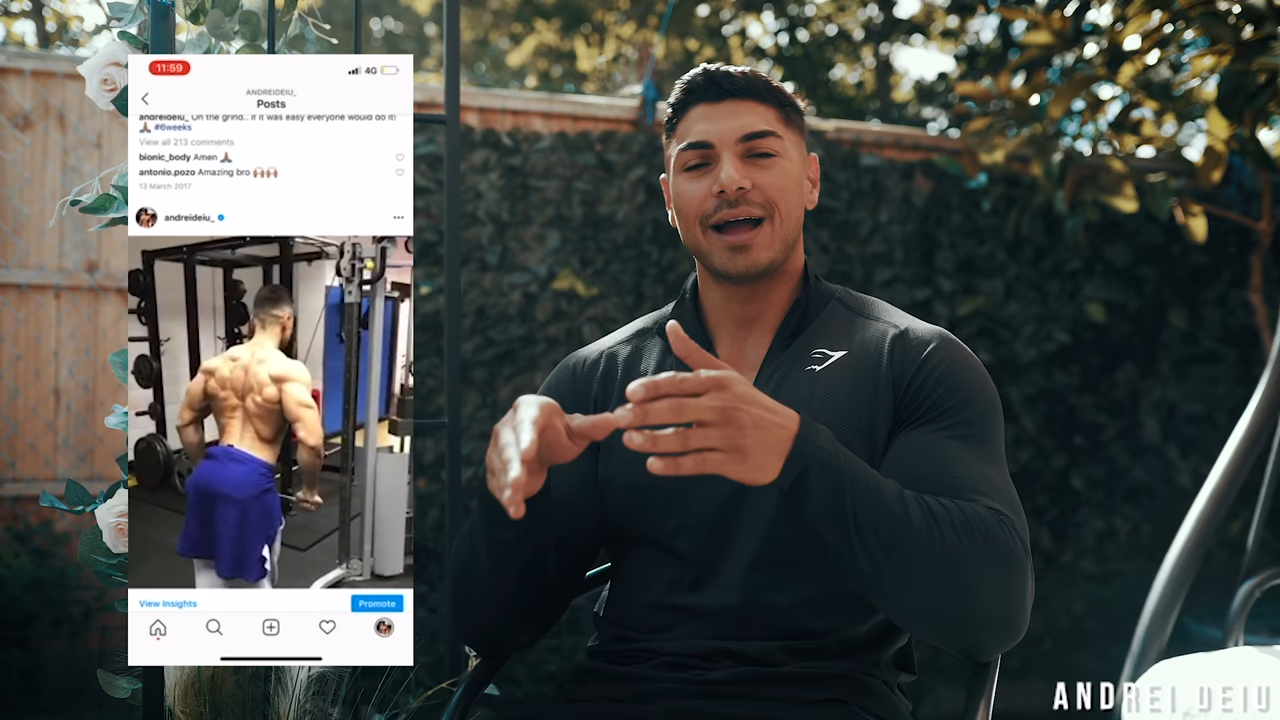 11:59
4G
ANDREIDEIU_
Posts
andreideiu_ On the grind.. if it was easy everyone would do it!
🙏🏽 #6weeks
View all 213 comments
bionic_body Amen 🙏🏽
antonio.pozo Amazing bro 🙌🏽🙌🏽
13 March 2017
andreideiu_
View Insights
Promote
ANDREI DEIU